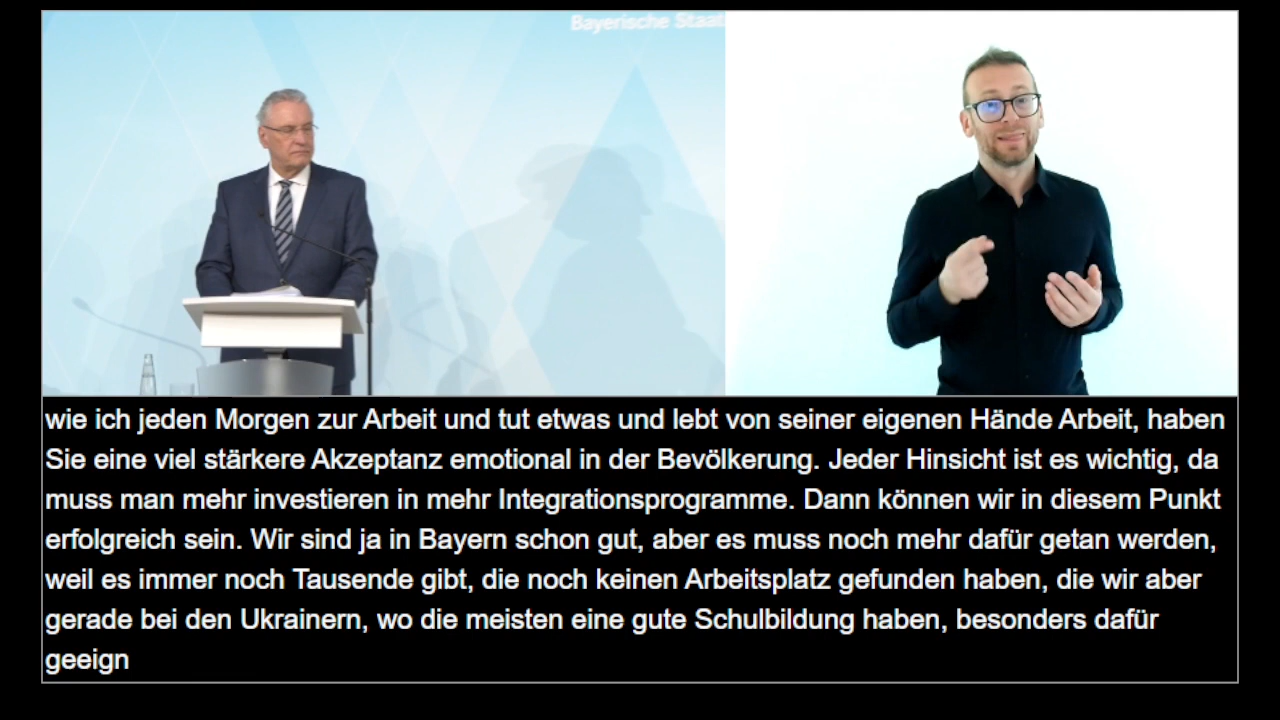 Bayerische Staat
wie ich jeden Morgen zur Arbeit und tut etwas und lebt von seiner eigenen Hände Arbeit, haben
Sie eine viel stärkere Akzeptanz emotional in der Bevölkerung. Jeder Hinsicht ist es wichtig, da
muss man mehr investieren in mehr Integrationsprogramme. Dann können wir in diesem Punkt
erfolgreich sein. Wir sind ja in Bayern schon gut, aber es muss noch mehr dafür getan werden,
weil es immer noch Tausende gibt, die noch keinen Arbeitsplatz gefunden haben, die wir aber
gerade bei den Ukrainern, wo die meisten eine gute Schulbildung haben, besonders dafür
geeign